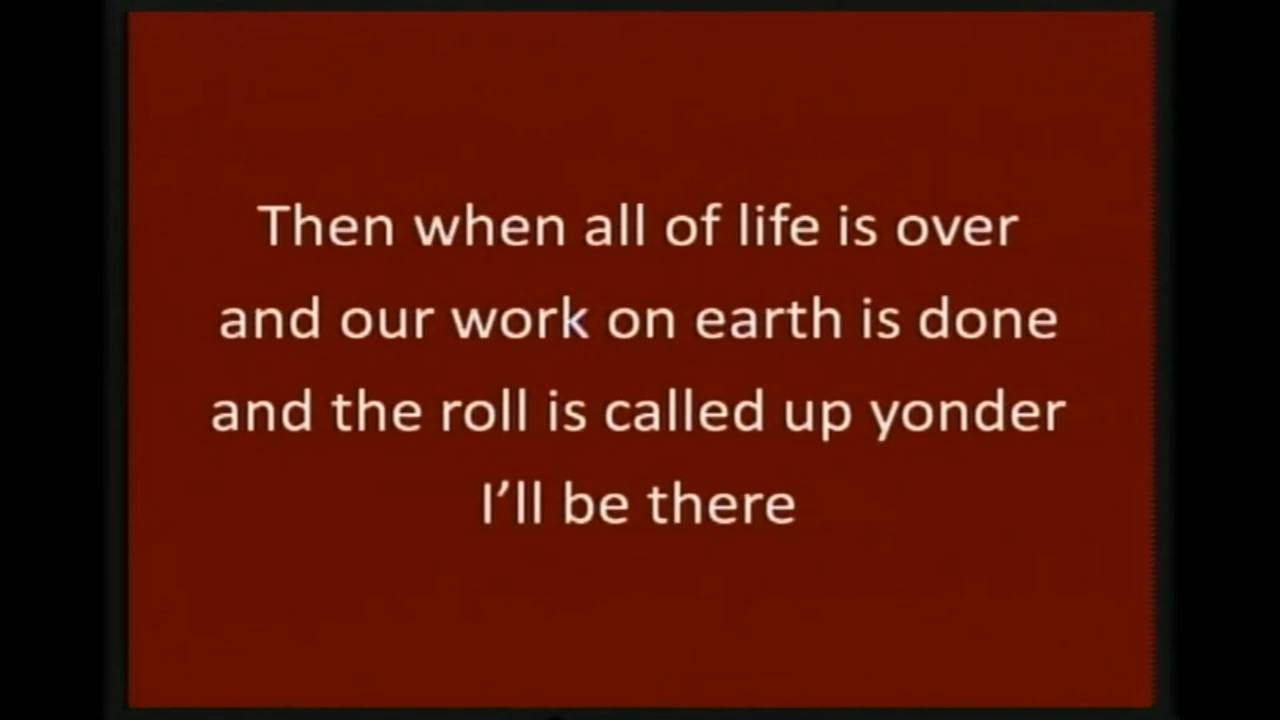 Then when all of life is over
and our work on earth is done
and the roll is called up yonder
I’ll be there